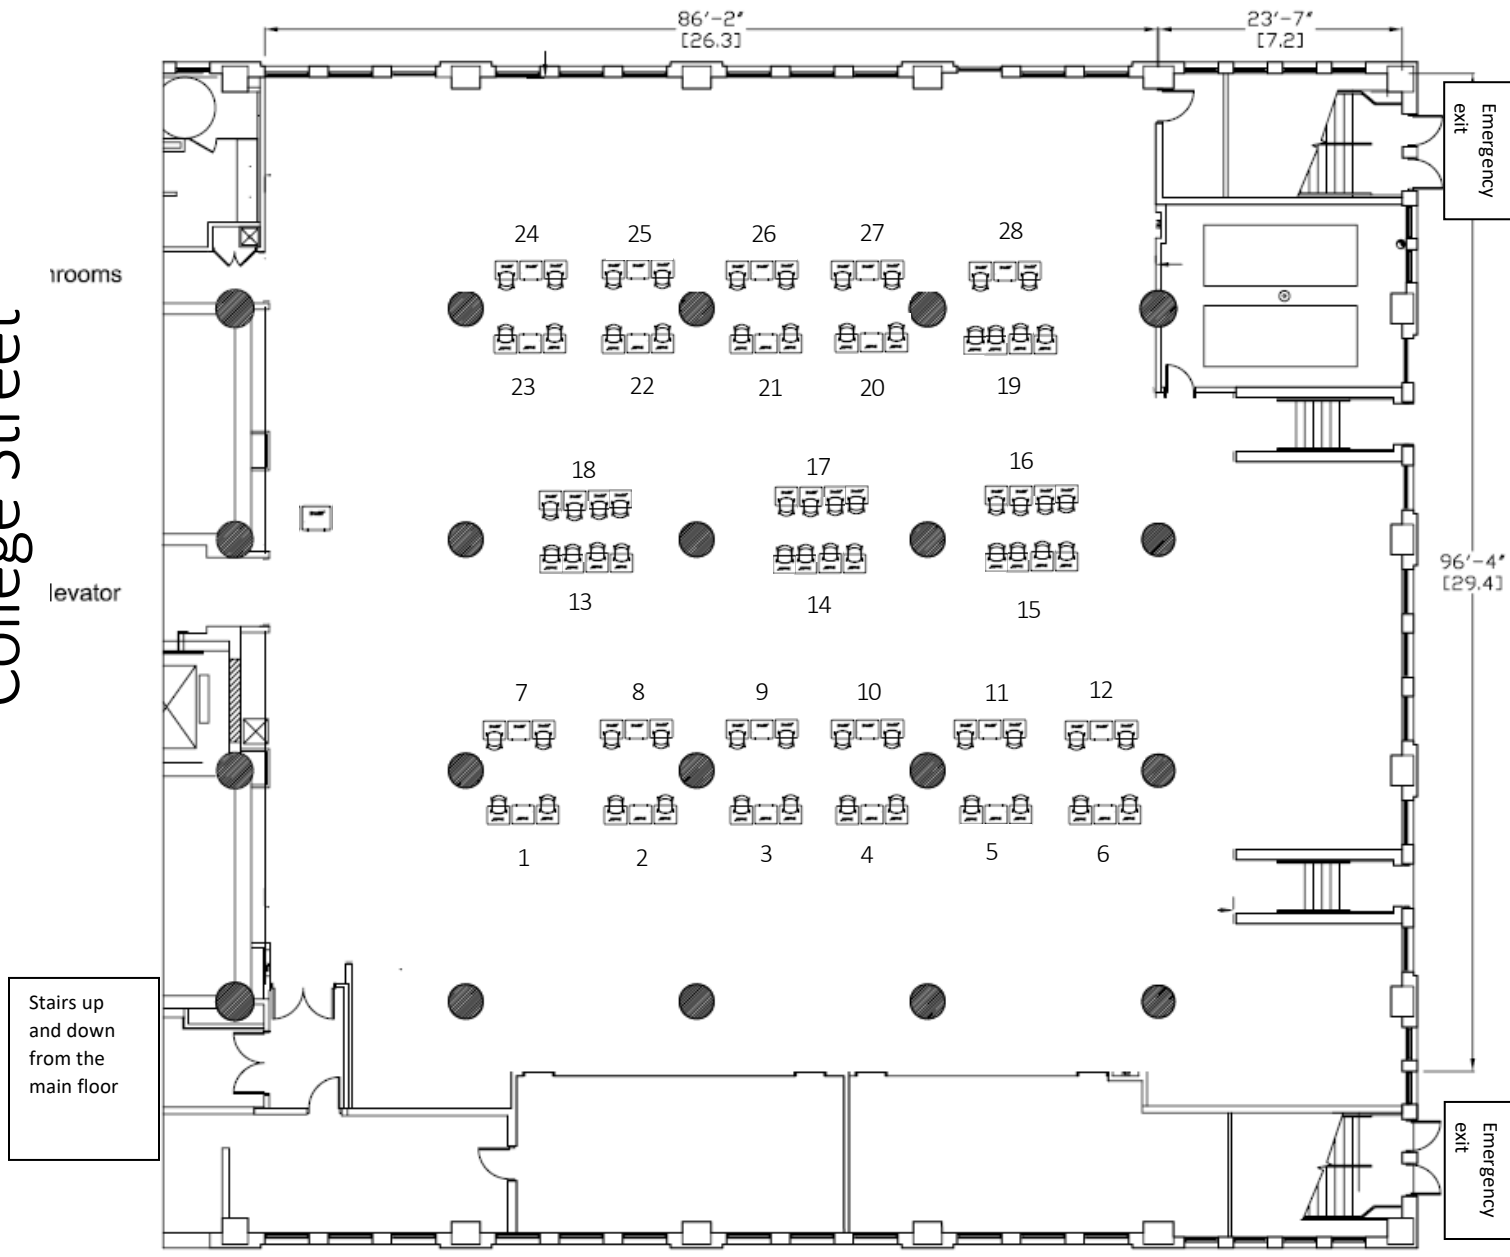 86'-2"
[26.3]
23'-7"
[7.2]
Emergency
exit
24 25 26 27 28
23 22 21 20 19
18 17 16
13 14 15
7 8 9 10 11 12
1 2 3 4 5 6
96'-4"
[29.4]
College Street
hrooms
levator
Stairs up
and down
from the
main floor
Emergency
exit